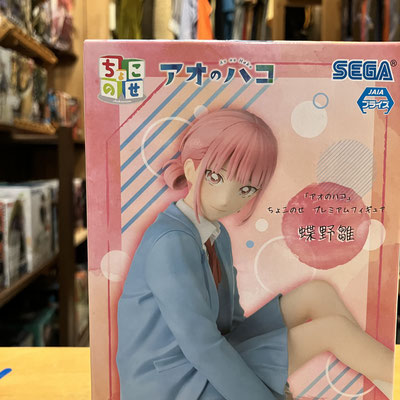 ちょこのせ
アオのハコ
SEGA
JAIA
プライズ
「アオのハコ」
ちょこのせ プレミアムフィギュア
蝶野雛